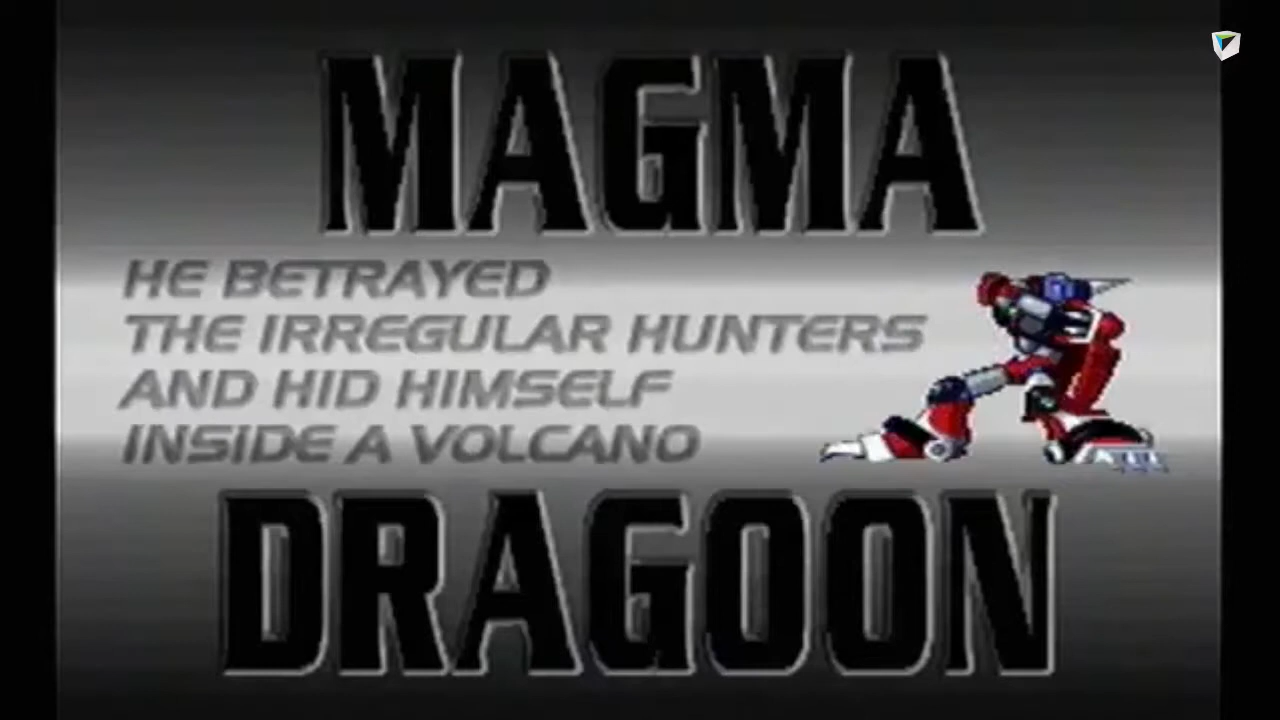 MAGMA
HE BETRAYED
THE IRREGULAR HUNTERS
AND HID HIMSELF
INSIDE A VOLCANO
DRAGOON